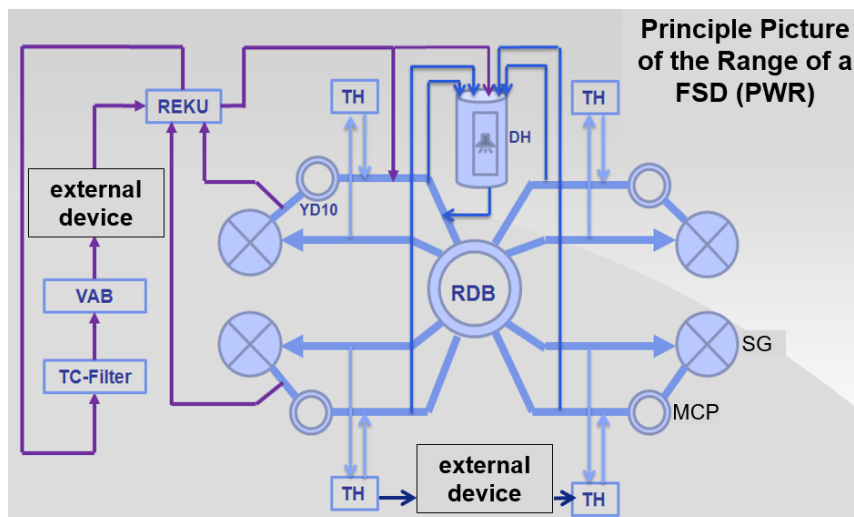 Principle Picture
of the Range of a
FSD (PWR)
REKU
TH
TH
DH
external
device
YD10
VAB
RDB
TC-Filter
SG
MCP
external
device
TH
TH